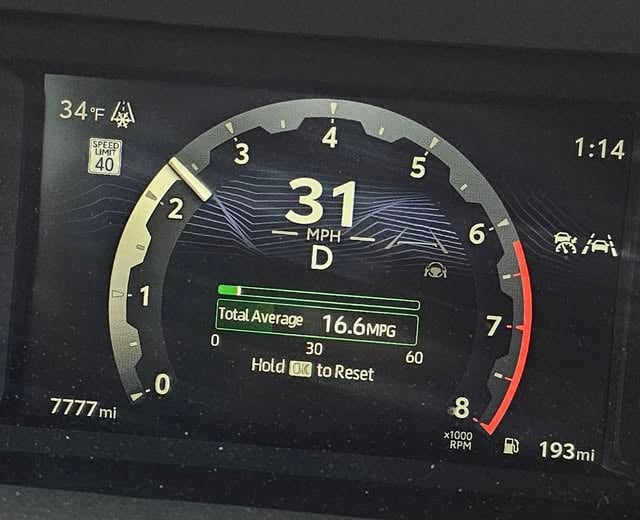 34°F
SPEED
LIMIT
40
1:14
0
1
2
3
4
5
6
7
8
x1000
RPM
31
MPH
D
Total Average 16.6MPG
0 30 60
Hold OK to Reset
7777mi
193mi